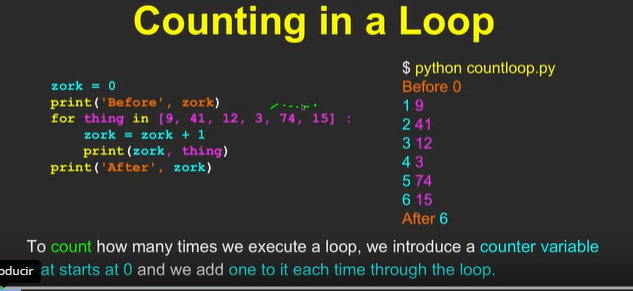 Counting in a Loop
zork = 0
print('Before', zork)
for thing in [9, 41, 12, 3, 74, 15] :
    zork = zork + 1
    print(zork, thing)
print('After', zork)
$ python countloop.py
Before 0
1 9
2 41
3 12
4 3
5 74
6 15
After 6
To count how many times we execute a loop, we introduce a counter variable
oducir at starts at 0 and we add one to it each time through the loop.